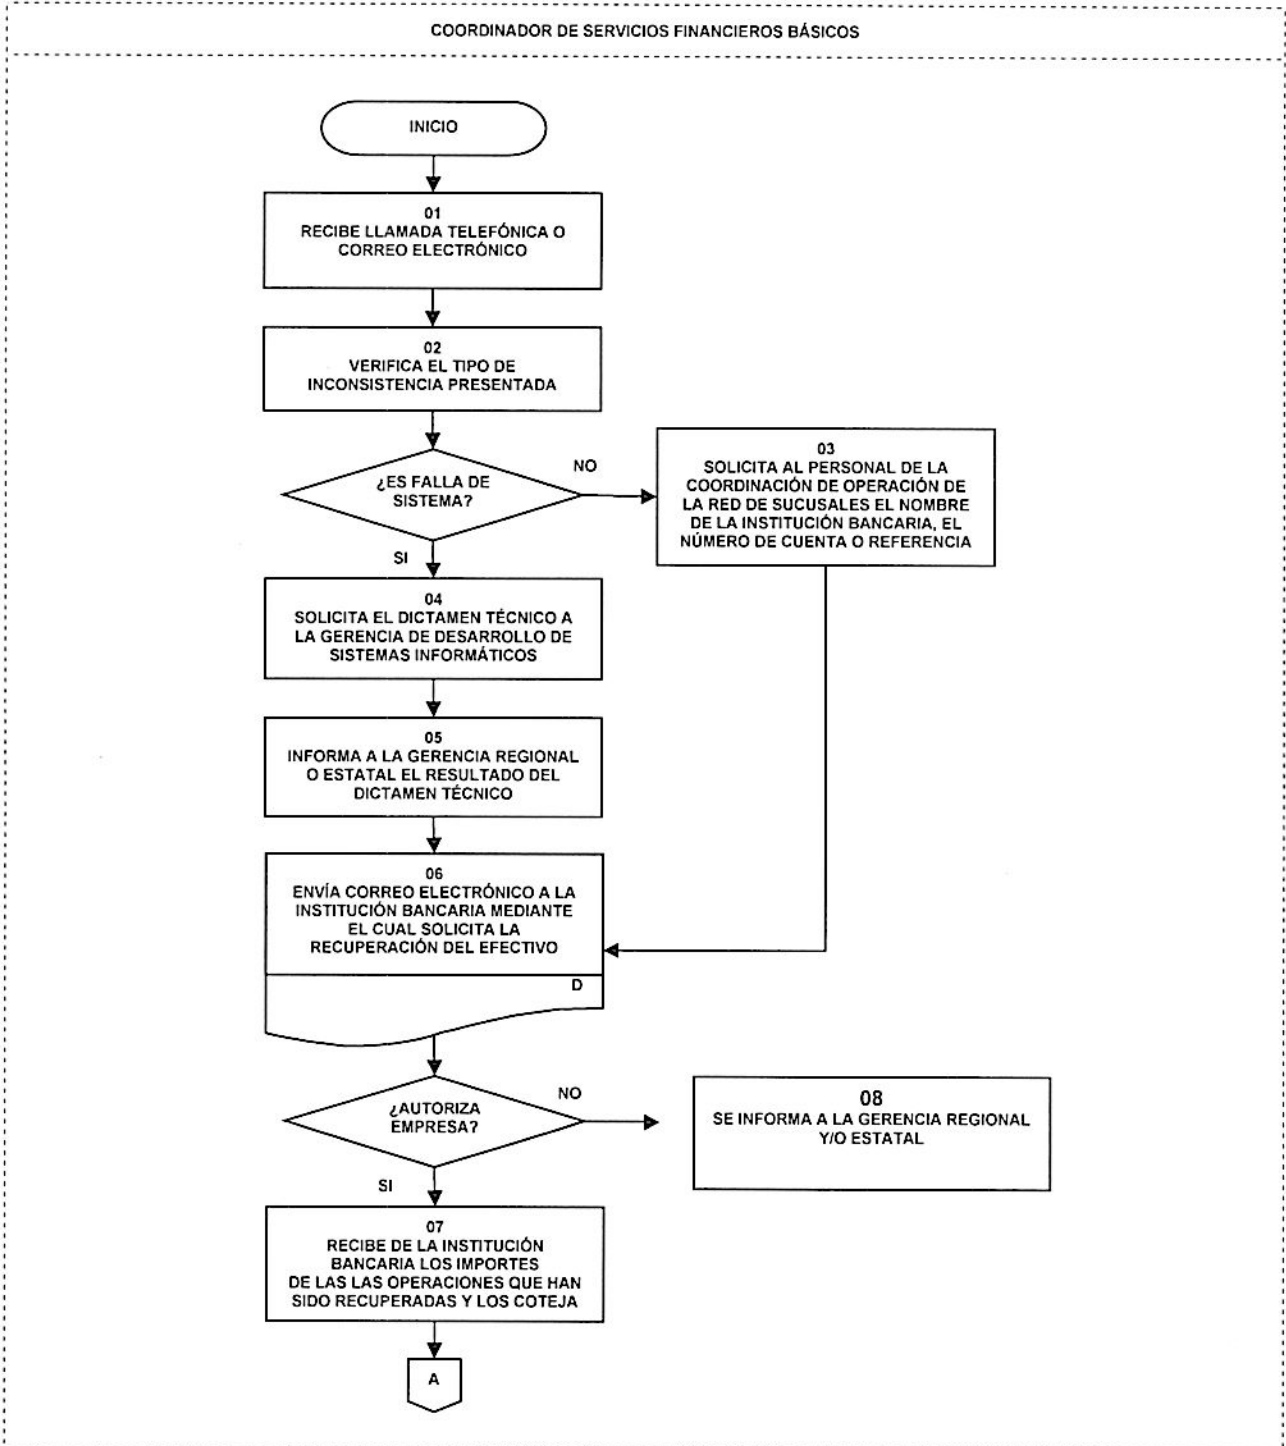 COORDINADOR DE SERVICIOS FINANCIEROS BÁSICOS
INICIO
01
RECIBE LLAMADA TELEFÓNICA O
CORREO ELECTRÓNICO
02
VERIFICA EL TIPO DE
INCONSISTENCIA PRESENTADA
¿ES FALLA DE
SISTEMA?
NO
03
SOLICITA AL PERSONAL DE LA
COORDINACIÓN DE OPERACIÓN DE
LA RED DE SUCUSALES EL NOMBRE
DE LA INSTITUCIÓN BANCARIA, EL
NÚMERO DE CUENTA O REFERENCIA
SI
04
SOLICITA EL DICTAMEN TÉCNICO A
LA GERENCIA DE DESARROLLO DE
SISTEMAS INFORMÁTICOS
05
INFORMA A LA GERENCIA REGIONAL
O ESTATAL EL RESULTADO DEL
DICTAMEN TÉCNICO
06
ENVÍA CORREO ELECTRÓNICO A LA
INSTITUCIÓN BANCARIA MEDIANTE
EL CUAL SOLICITA LA
RECUPERACIÓN DEL EFECTIVO
D
¿AUTORIZA
EMPRESA?
NO
08
SE INFORMA A LA GERENCIA REGIONAL
Y/O ESTATAL
SI
07
RECIBE DE LA INSTITUCIÓN
BANCARIA LOS IMPORTES
DE LAS LAS OPERACIONES QUE HAN
SIDO RECUPERADAS Y LOS COTEJA
A